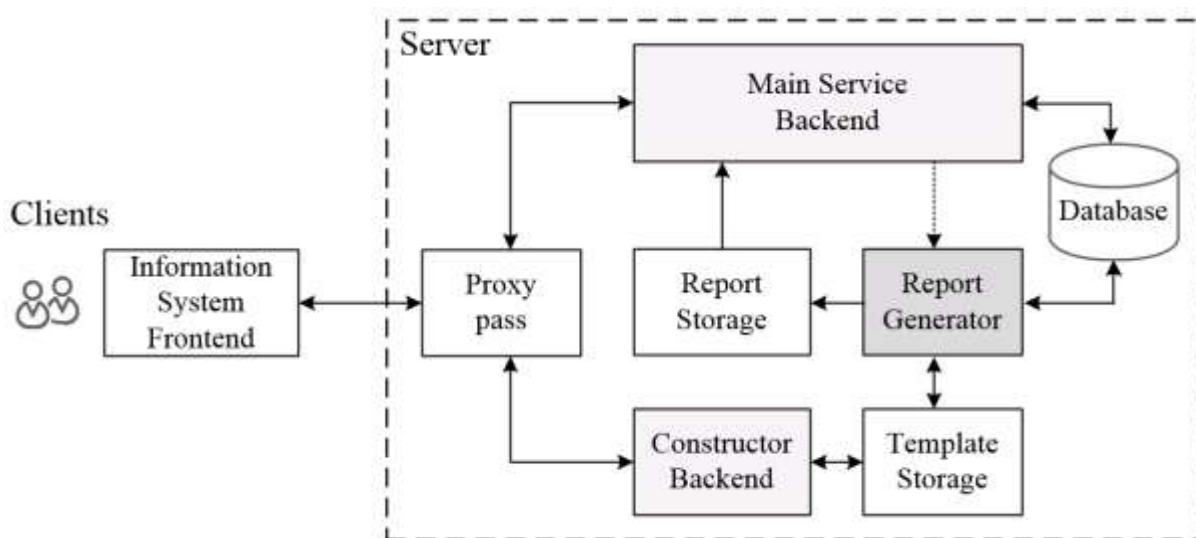 Server
Main Service
Backend
Clients
Database
Information
System
Frontend
Proxy
pass
Report
Storage
Report
Generator
Constructor
Backend
Template
Storage